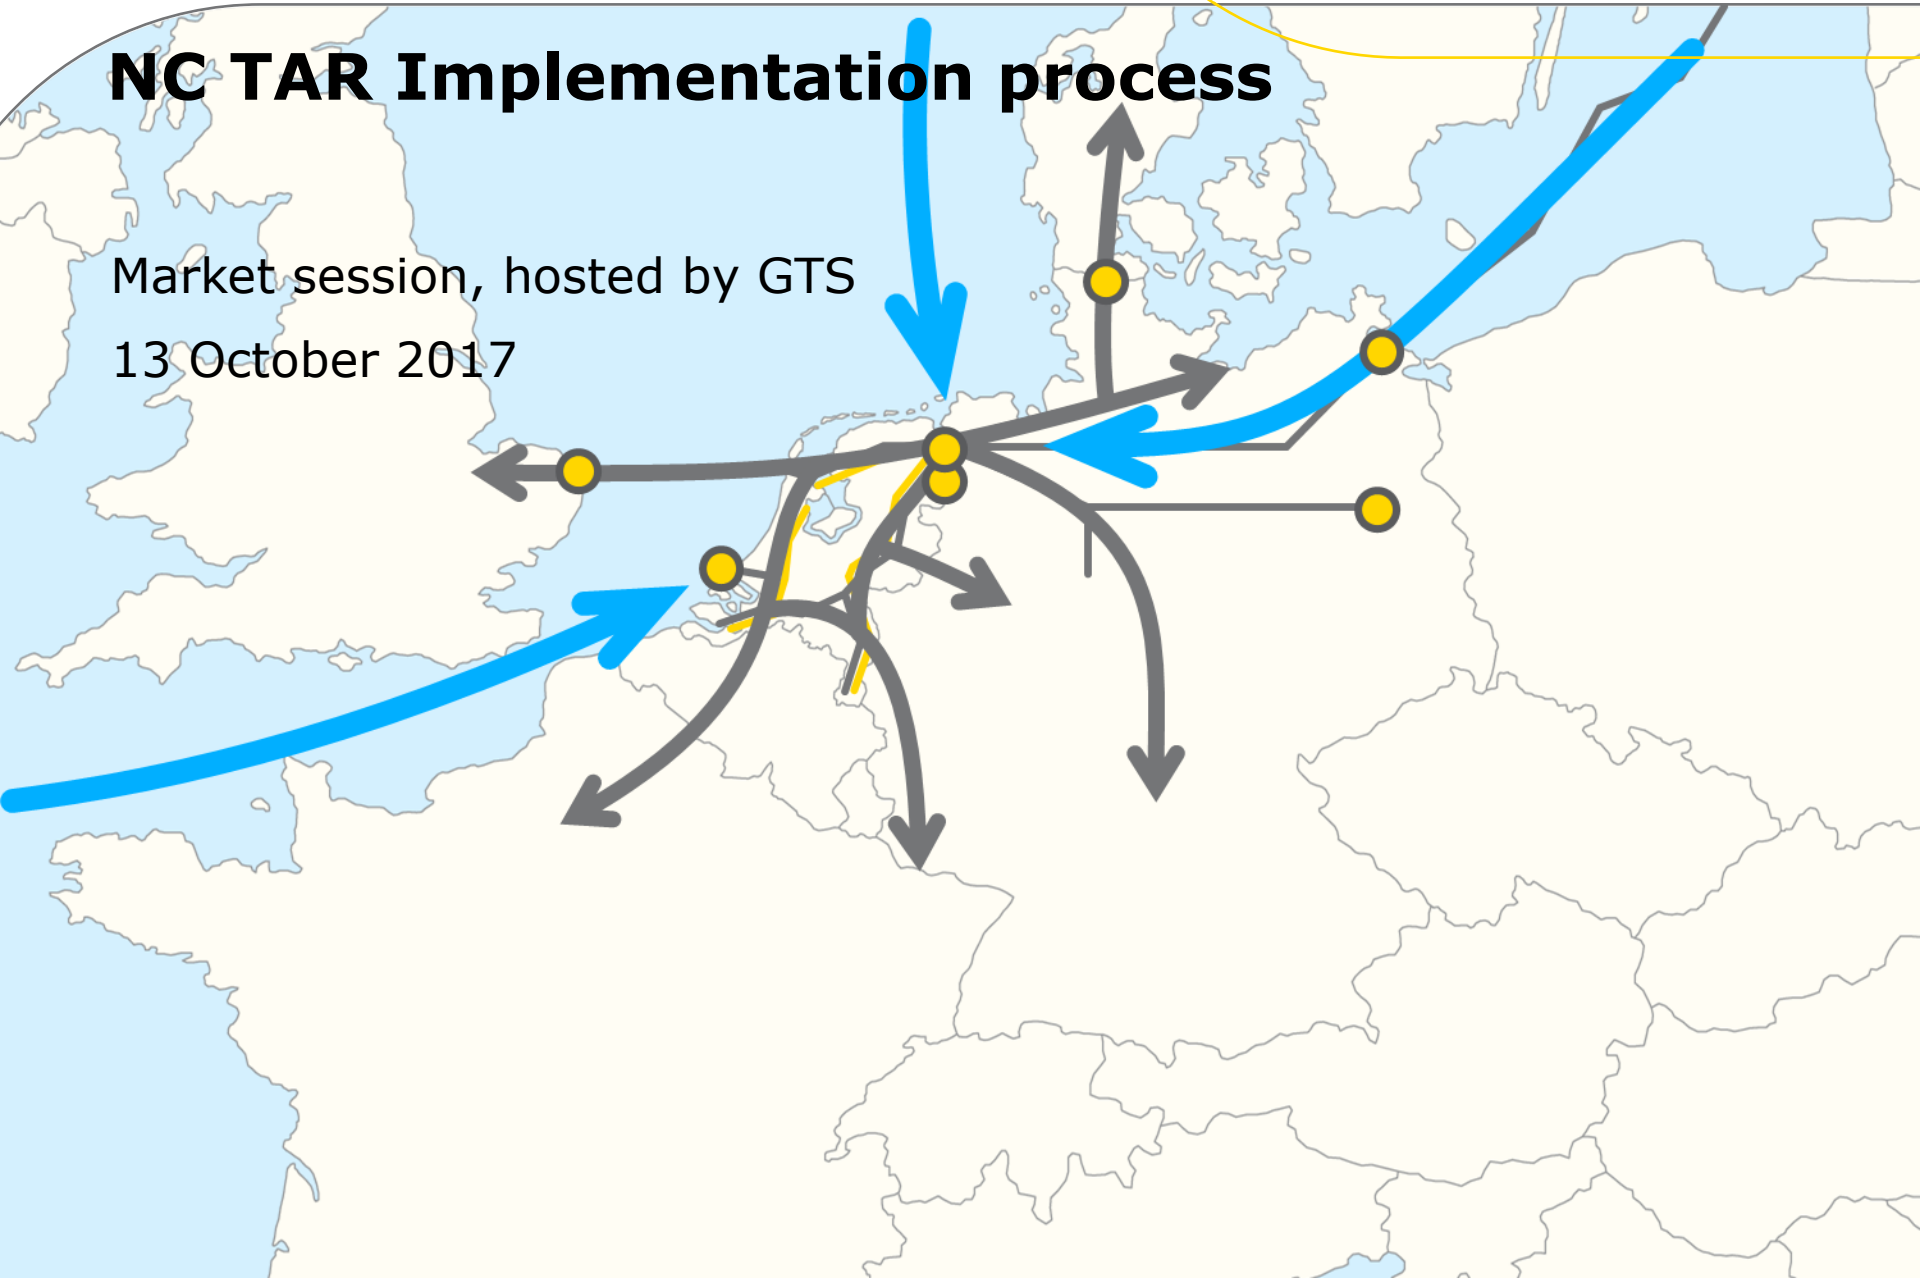 NC TAR Implementation process
Market session, hosted by GTS
13 October 2017